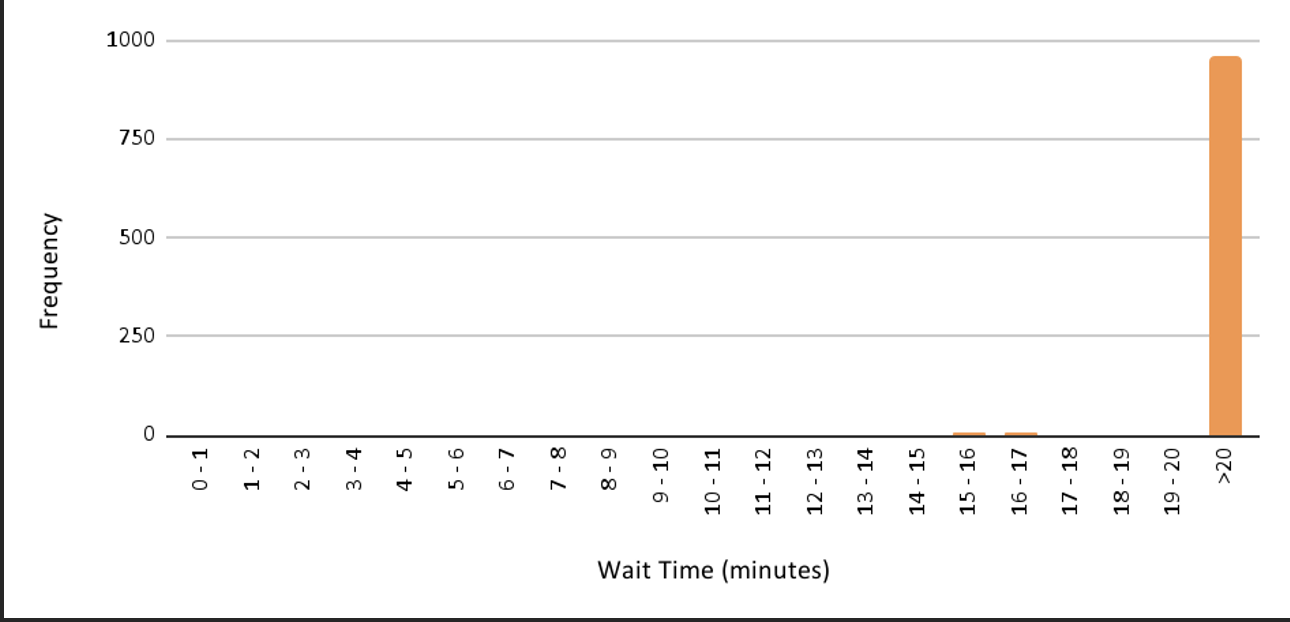 1000
750
500
250
0
Frequency
0 - 1
1 - 2
2 - 3
3 - 4
4 - 5
5 - 6
6 - 7
7 - 8
8 - 9
9 - 10
10 - 11
11 - 12
12 - 13
13 - 14
14 - 15
15 - 16
16 - 17
17 - 18
18 - 19
19 - 20
>20
Wait Time (minutes)